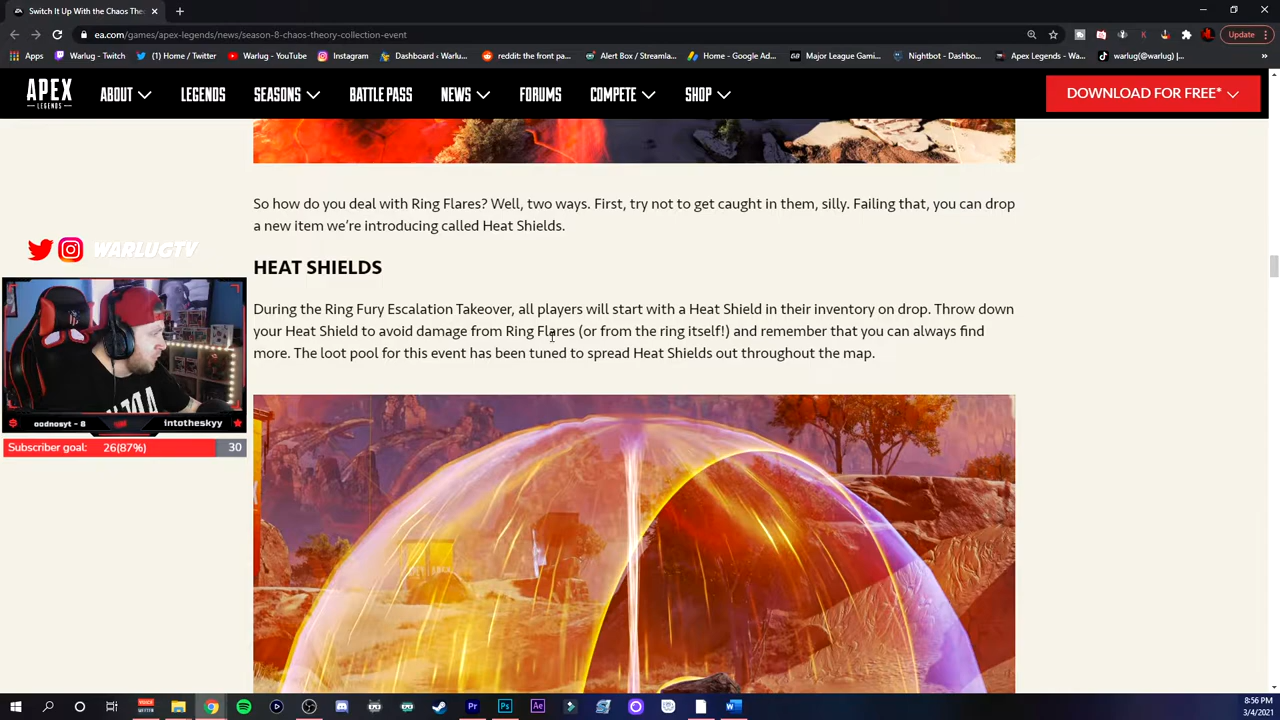 Switch It Up With the Chaos The
ea.com/games/apex-legends/news/season-8-chaos-theory-collection-event
Update
Apps
Warlug - Twitch
(1) Home / Twitter
Warlug - YouTube
Instagram
Dashboard | Warlu...
reddit: the front pa...
Alert Box / Streamla...
Home - Google Ad...
Major League Gami...
Nightbot - Dashbo...
Apex Legends - Wa...
warlug(@warlug) |...
APEX
LEGENDS
ABOUT
LEGENDS
SEASONS
BATTLE PASS
NEWS
FORUMS
COMPETE
SHOP
DOWNLOAD FOR FREE*
So how do you deal with Ring Flares? Well, two ways. First, try not to get caught in them, silly. Failing that, you can drop
a new item we’re introducing called Heat Shields.
WARLUGTV
HEAT SHIELDS
During the Ring Fury Escalation Takeover, all players will start with a Heat Shield in their inventory on drop. Throw down
your Heat Shield to avoid damage from Ring Flares (or from the ring itself!) and remember that you can always find
more. The loot pool for this event has been tuned to spread Heat Shields out throughout the map.
oodnosyt - 8
intotheskyy
Subscriber goal: 26(87%) 30
8:56 PM
3/4/2021